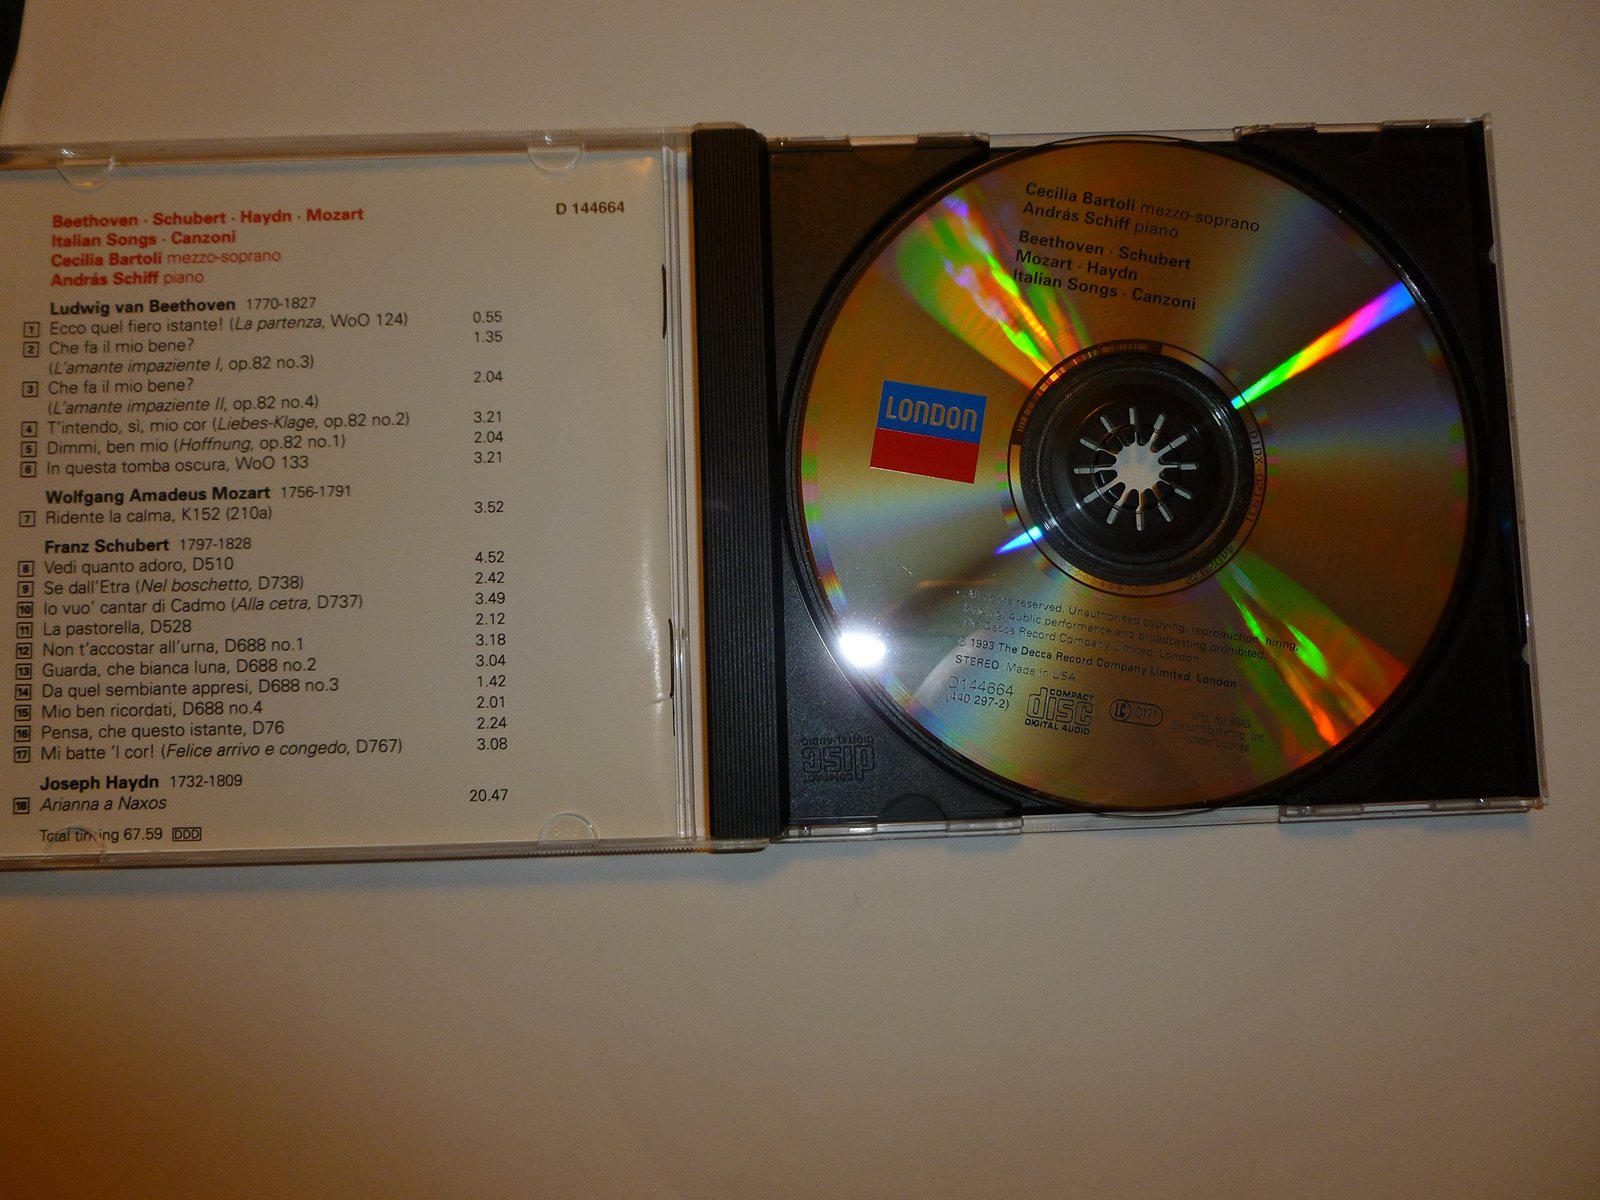 Beethoven · Schubert · Haydn · Mozart
D 144664
Italian Songs · Canzoni
Cecilia Bartoli mezzo-soprano
András Schiff piano
Ludwig van Beethoven 1770-1827
1 Ecco quel fiero istante! (La partenza, WoO 124) 0.55
2 Che fa il mio bene? 1.35
(L'amante impaziente I, op.82 no.3)
3 Che fa il mio bene? 2.04
(L'amante impaziente II, op.82 no.4)
4 T'intendo, sì, mio cor (Liebes-Klage, op.82 no.2) 3.21
5 Dimmi, ben mio (Hoffnung, op.82 no.1) 2.04
6 In questa tomba oscura, WoO 133 3.21
Wolfgang Amadeus Mozart 1756-1791
7 Ridente la calma, K152 (210a) 3.52
Franz Schubert 1797-1828
8 Vedi quanto adoro, D510 4.52
9 Se dall'Etra (Nel boschetto, D738) 2.42
10 Io vuo' cantar di Cadmo (Alla cetra, D737) 3.49
11 La pastorella, D528 2.12
12 Non t'accostar all'urna, D688 no.1 3.18
13 Guarda, che bianca luna, D688 no.2 3.04
14 Da quel sembiante appresi, D688 no.3 1.42
15 Mio ben ricordati, D688 no.4 2.01
16 Pensa, che questo istante, D76 2.24
17 Mi batte 'l cor! (Felice arrivo e congedo, D767) 3.08
Joseph Haydn 1732-1809
18 Arianna a Naxos 20.47
Total timing 67.59 DDD
Cecilia Bartoli mezzo-soprano
András Schiff piano
Beethoven · Schubert
Mozart · Haydn
Italian Songs · Canzoni
LONDON
All rights reserved. Unauthorised copying, reproduction, hiring,
lending, public performance and broadcasting prohibited.
The Decca Record Company Limited, London
℗ 1993 The Decca Record Company Limited, London
STEREO Made in USA
D144664
(440 297-2)
COMPACT
disc
DIGITAL AUDIO
LC 0171
Mfg. for BMG
Direct Marketing, Inc.
Under License
COMPACT
disc
DIGITAL AUDIO